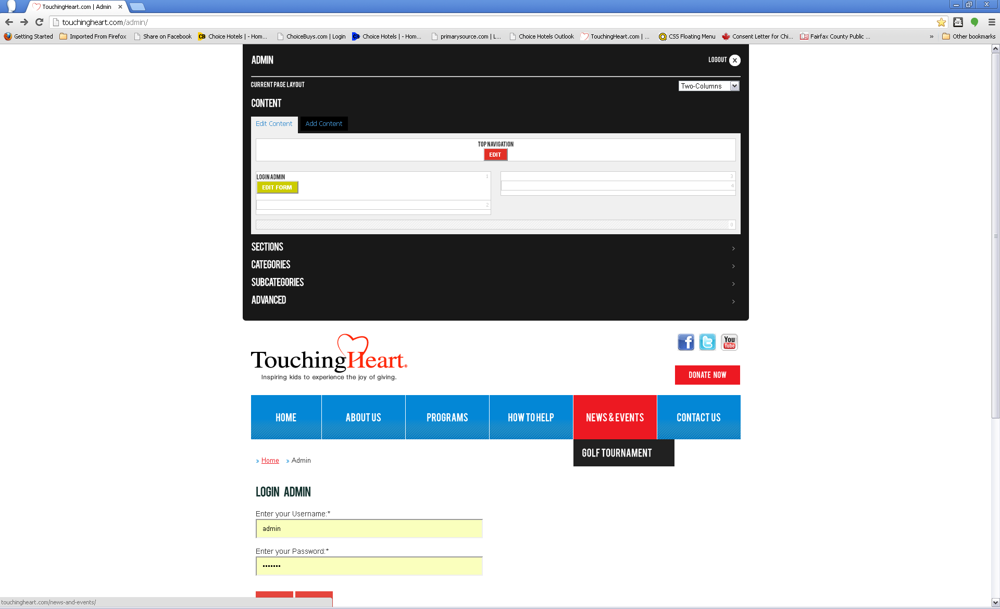 TouchingHeart.com | Admin
touchingheart.com/admin/
Getting Started Imported From Firefox Share on Facebook Choice Hotels | - Hom... ChoiceBuys.com | Login Choice Hotels | - Hom... primarysource.com | L... Choice Hotels Outlook TouchingHeart.com | ... CSS Floating Menu Consent Letter for Chi... Fairfax County Public ... » Other bookmarks
ADMIN
LOGOUT X
CURRENT PAGE LAYOUT
Two-Columns
CONTENT
Edit Content Add Content
TOP NAVIGATION
EDIT
LOGIN ADMIN 1 3
EDIT FORM 4
2
0
SECTIONS
CATEGORIES
SUBCATEGORIES
ADVANCED
TouchingHeart®
Inspiring kids to experience the joy of giving.
You
Tube
DONATE NOW
HOME ABOUT US PROGRAMS HOW TO HELP NEWS & EVENTS CONTACT US
GOLF TOURNAMENT
» Home » Admin
LOGIN ADMIN
Enter your Username:*
admin
Enter your Password:*
•••••••
touchingheart.com/news-and-events/